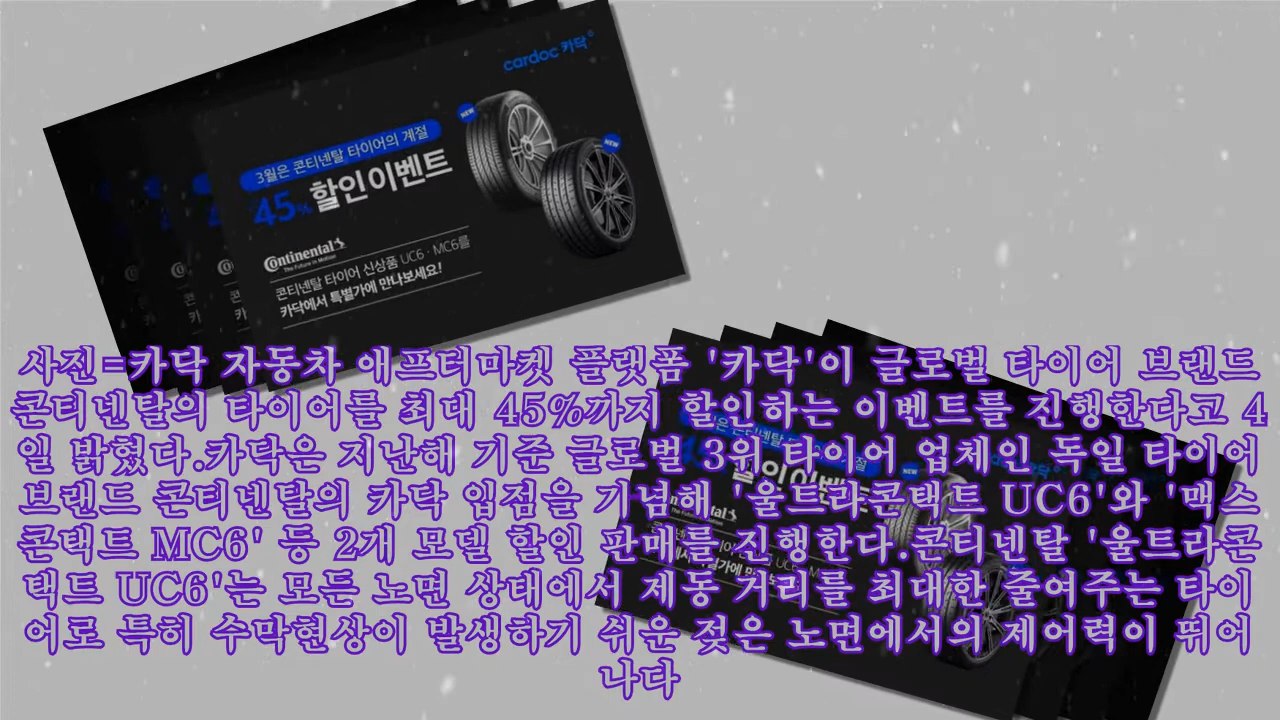 cardoc 카닥
NEW
NEW
3월은 콘티넨탈 타이어의 계절
45% 할인이벤트
Continental
The Future in Motion
콘티넨탈 타이어 신상품 UC6 · MC6를
카닥에서 특별가에 만나보세요!
사진=카닥 자동차 애프터마켓 플랫폼 '카닥'이 글로벌 타이어 브랜드
콘티넨탈의 타이어를 최대 45%까지 할인하는 이벤트를 진행한다고 4
일 밝혔다.카닥은 지난해 기준 글로벌 3위 타이어 업체인 독일 타이어
브랜드 콘티넨탈의 카닥 입점을 기념해 '울트라콘택트 UC6'와 '맥스
콘택트 MC6' 등 2개 모델 할인 판매를 진행한다.콘티넨탈 '울트라콘
택트 UC6'는 모든 노면 상태에서 제동 거리를 최대한 줄여주는 타이
어로 특히 수막현상이 발생하기 쉬운 젖은 노면에서의 제어력이 뛰어
나다